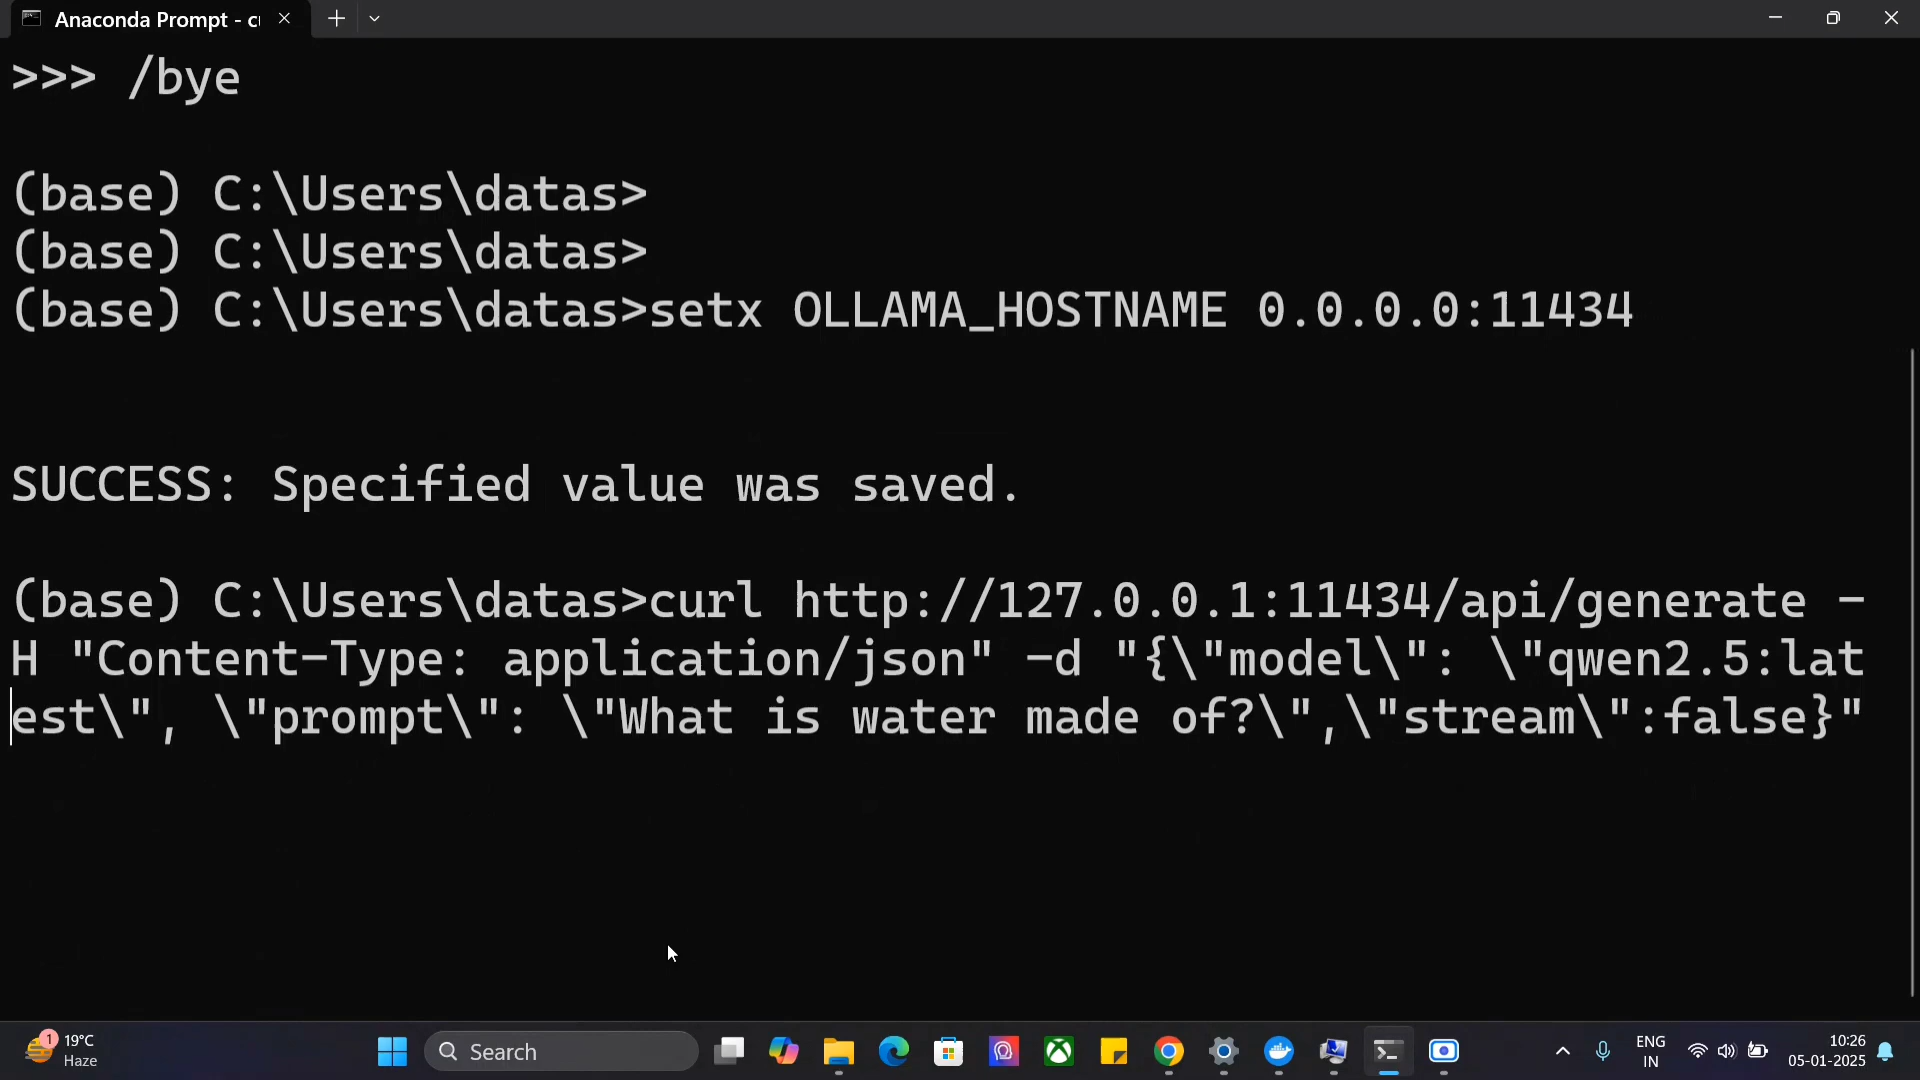 Anaconda Prompt - cu
>>> /bye
(base) C:\Users\datas>
(base) C:\Users\datas>
(base) C:\Users\datas>setx OLLAMA_HOSTNAME 0.0.0.0:11434
SUCCESS: Specified value was saved.
(base) C:\Users\datas>curl http://127.0.0.1:11434/api/generate -
H "Content-Type: application/json" -d "{\"model\": \"qwen2.5:lat
est\", \"prompt\": \"What is water made of?\",\"stream\":false}"
1
19°C
Haze
Search
ENG
IN
10:26
05-01-2025